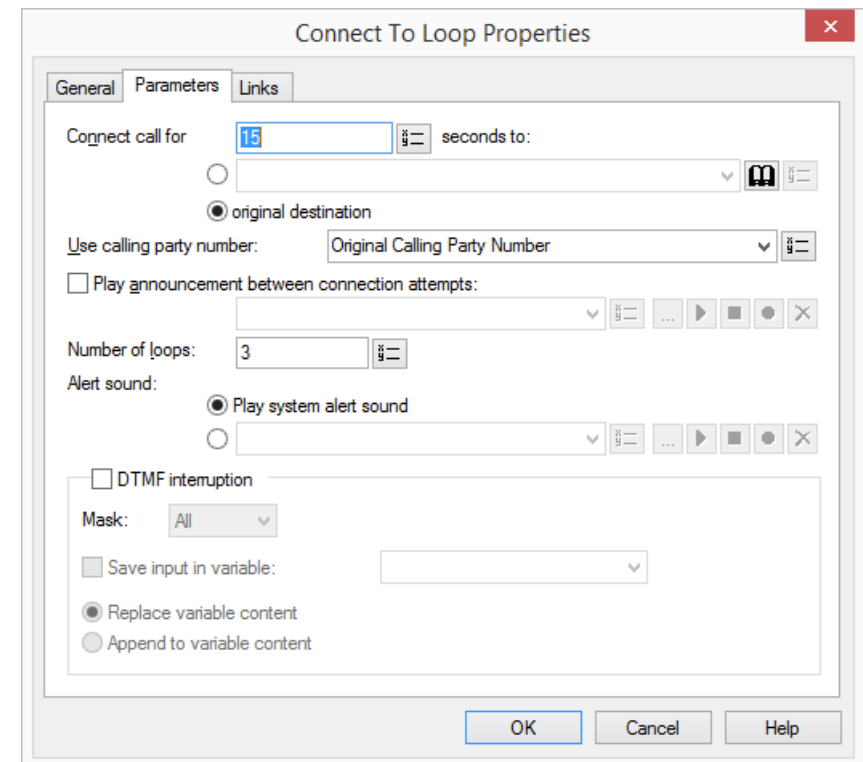 Connect To Loop Properties
General Parameters Links
Connect call for 15 seconds to:
original destination
Use calling party number: Original Calling Party Number
Play announcement between connection attempts:
...
Number of loops: 3
Alert sound:
Play system alert sound
...
DTMF interruption
Mask: All
Save input in variable:
Replace variable content
Append to variable content
OK Cancel Help